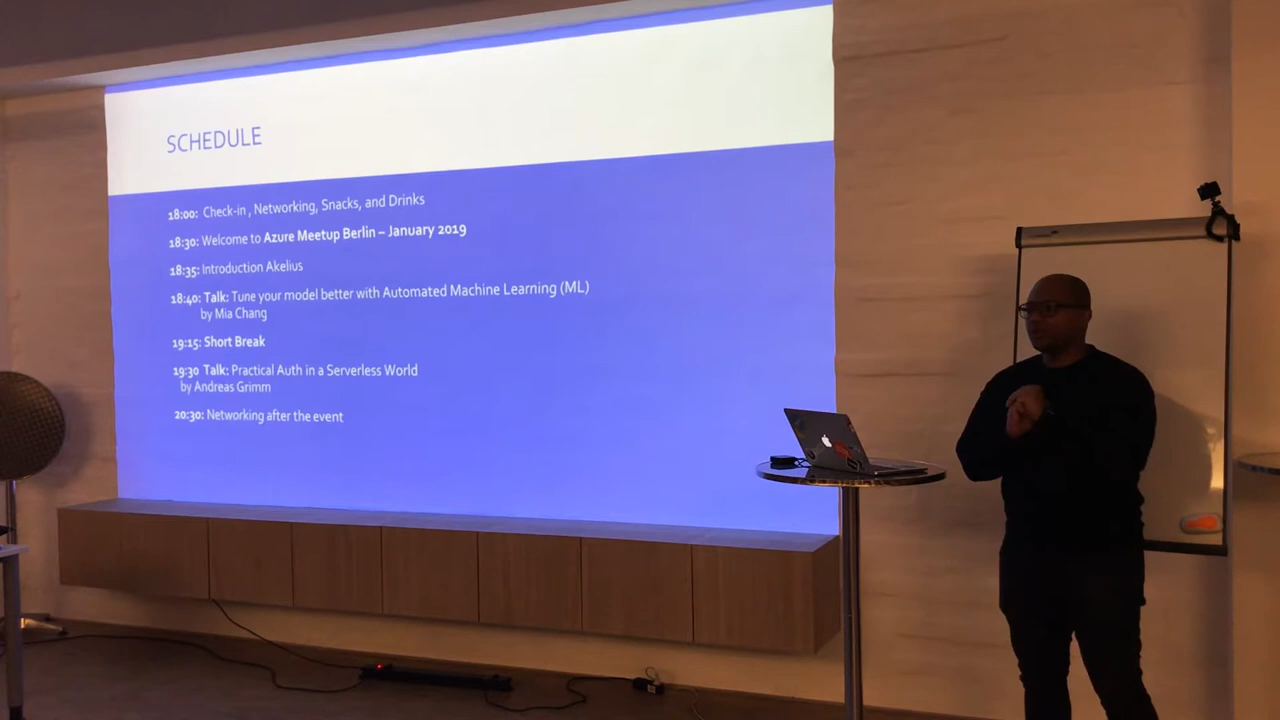 SCHEDULE
18:00: Check-in , Networking, Snacks, and Drinks
18:30: Welcome to Azure Meetup Berlin – January 2019
18:35: Introduction Akelius
18:40: Talk: Tune your model better with Automated Machine Learning (ML)
by Mia Chang
19:15: Short Break
19:30 Talk: Practical Auth in a Serverless World
by Andreas Grimm
20:30: Networking after the event